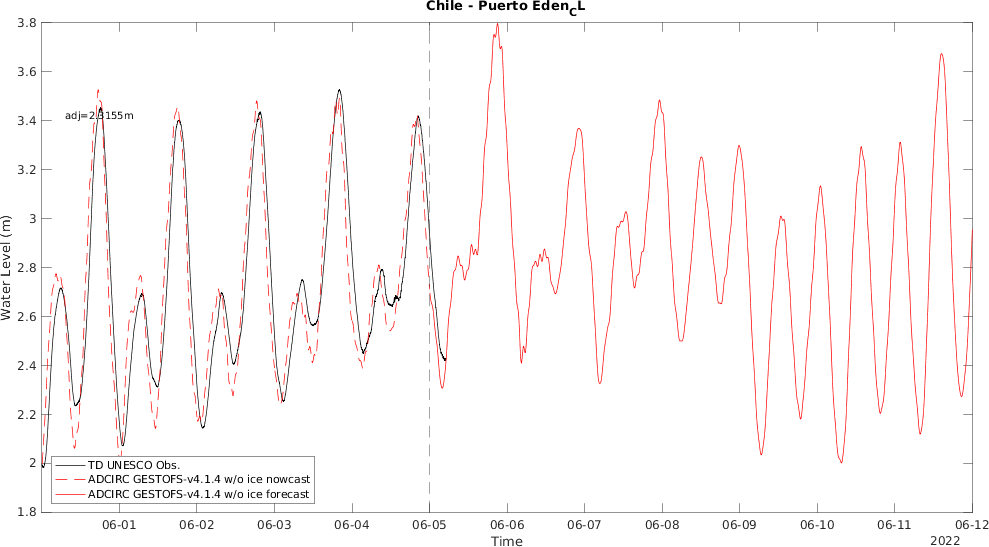 Chile - Puerto Eden_CL
3.8
3.6
3.4
3.2
3
2.8
2.6
2.4
2.2
2
1.8
Water Level (m)
adj=2.3155m
TD UNESCO Obs.
ADCIRC GESTOFS-v4.1.4 w/o ice nowcast
ADCIRC GESTOFS-v4.1.4 w/o ice forecast
06-01 06-02 06-03 06-04 06-05 06-06 06-07 06-08 06-09 06-10 06-11 06-12
Time
2022